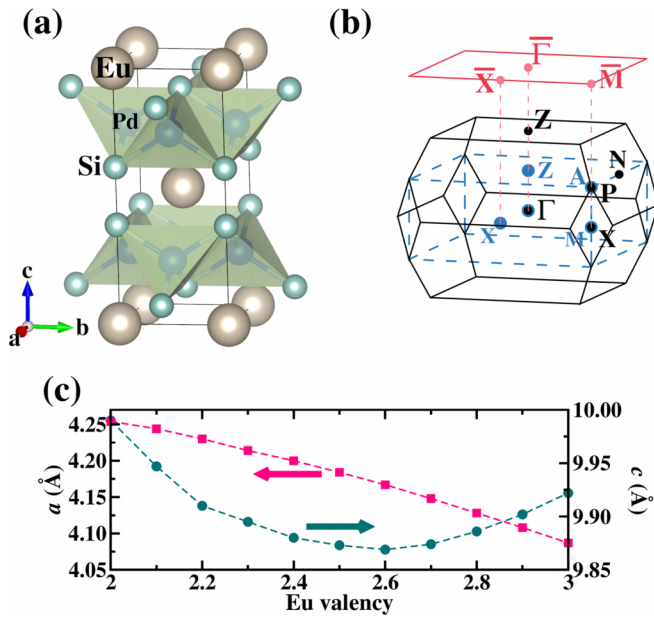 (a)
Eu
Pd
Si
c
b
a
(b)
Γ̅
X̅
M̅
Z
N
Z̅
A
P
Γ
X
M
X
(c)
4.25
4.20
4.15
4.10
4.05
a (Å)
10.00
9.95
9.90
9.85
c (Å)
2
2.2
2.4
2.6
2.8
3
Eu valency